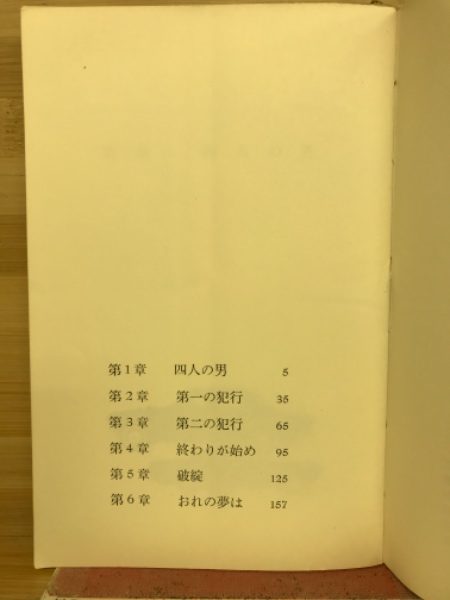 第1章 四人の男 5
第2章 第一の犯行 35
第3章 第二の犯行 65
第4章 終わりが始め 95
第5章 破綻 125
第6章 おれの夢は 157